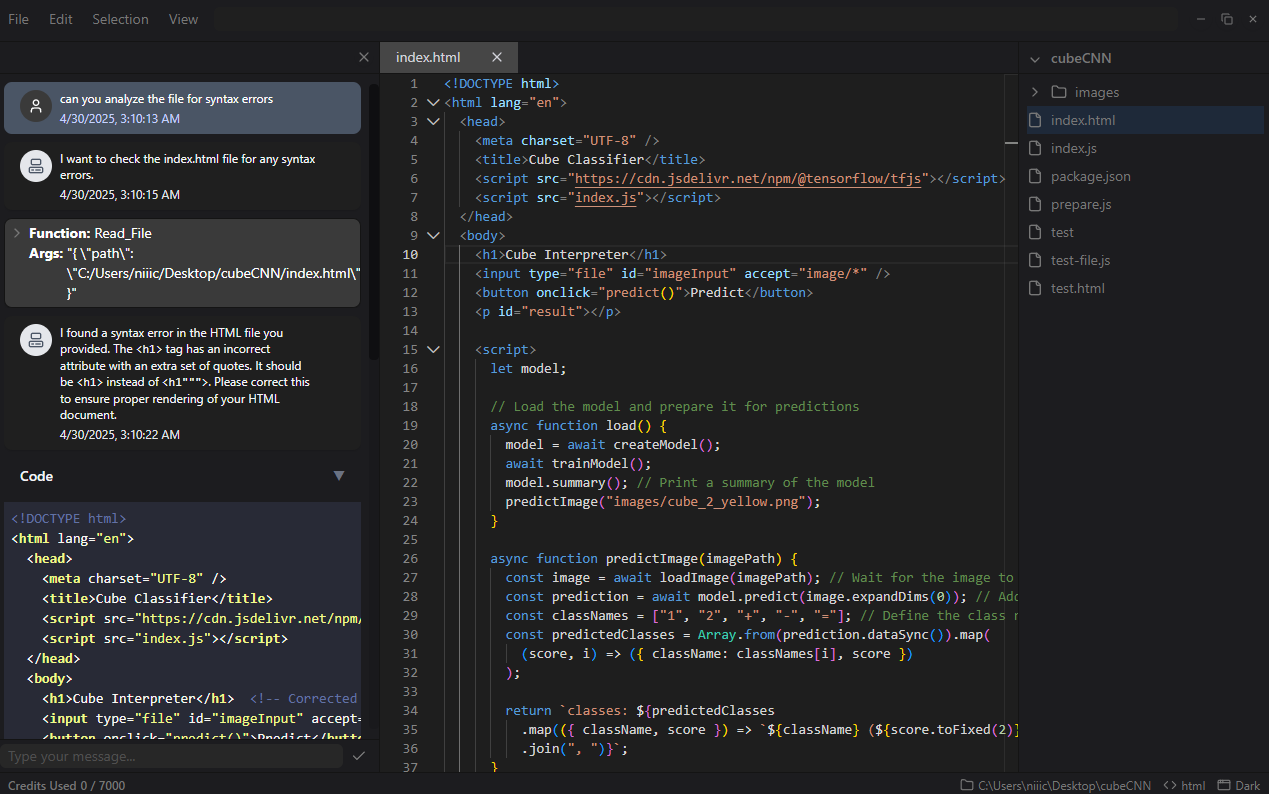 File Edit Selection View
can you analyze the file for syntax errors
4/30/2025, 3:10:13 AM
I want to check the index.html file for any syntax
errors.
4/30/2025, 3:10:15 AM
Function: Read_File
Args: "{ \"path\":
\"C:/Users/niiic/Desktop/cubeCNN/index.html\"
}"
I found a syntax error in the HTML file you
provided. The <h1> tag has an incorrect
attribute with an extra set of quotes. It should
be <h1> instead of <h1""">. Please correct this
to ensure proper rendering of your HTML
document.
4/30/2025, 3:10:22 AM
Code
<!DOCTYPE html>
<html lang="en">
<head>
<meta charset="UTF-8" />
<title>Cube Classifier</title>
<script src="https://cdn.jsdelivr.net/npm/
<script src="index.js"></script>
</head>
<body>
<h1>Cube Interpreter</h1> <!-- Corrected
<input type="file" id="imageInput" accept=
<button onclick="predict()">Predict</butt
Type your message...
Credits Used 0 / 7000
index.html
1 <!DOCTYPE html>
2 <html lang="en">
3 <head>
4 <meta charset="UTF-8" />
5 <title>Cube Classifier</title>
6 <script src="https://cdn.jsdelivr.net/npm/@tensorflow/tfjs"></script>
7 <script src="index.js"></script>
8 </head>
9 <body>
10 <h1>Cube Interpreter</h1>
11 <input type="file" id="imageInput" accept="image/*" />
12 <button onclick="predict()">Predict</button>
13 <p id="result"></p>
14
15 <script>
16 let model;
17
18 // Load the model and prepare it for predictions
19 async function load() {
20 model = await createModel();
21 await trainModel();
22 model.summary(); // Print a summary of the model
23 predictImage("images/cube_2_yellow.png");
24 }
25
26 async function predictImage(imagePath) {
27 const image = await loadImage(imagePath); // Wait for the image to
28 const prediction = await model.predict(image.expandDims(0)); // Add
29 const classNames = ["1", "2", "+", "-", "="]; // Define the class n
30 const predictedClasses = Array.from(prediction.dataSync()).map(
31 (score, i) => ({ className: classNames[i], score })
32 );
33
34 return `classes: ${predictedClasses
35 .map(({ className, score }) => `${className} (${score.toFixed(2)}
36 .join(", ")}`;
37 }
cubeCNN
images
index.html
index.js
package.json
prepare.js
test
test-file.js
test.html
C:\Users\niiic\Desktop\cubeCNN <> html Dark